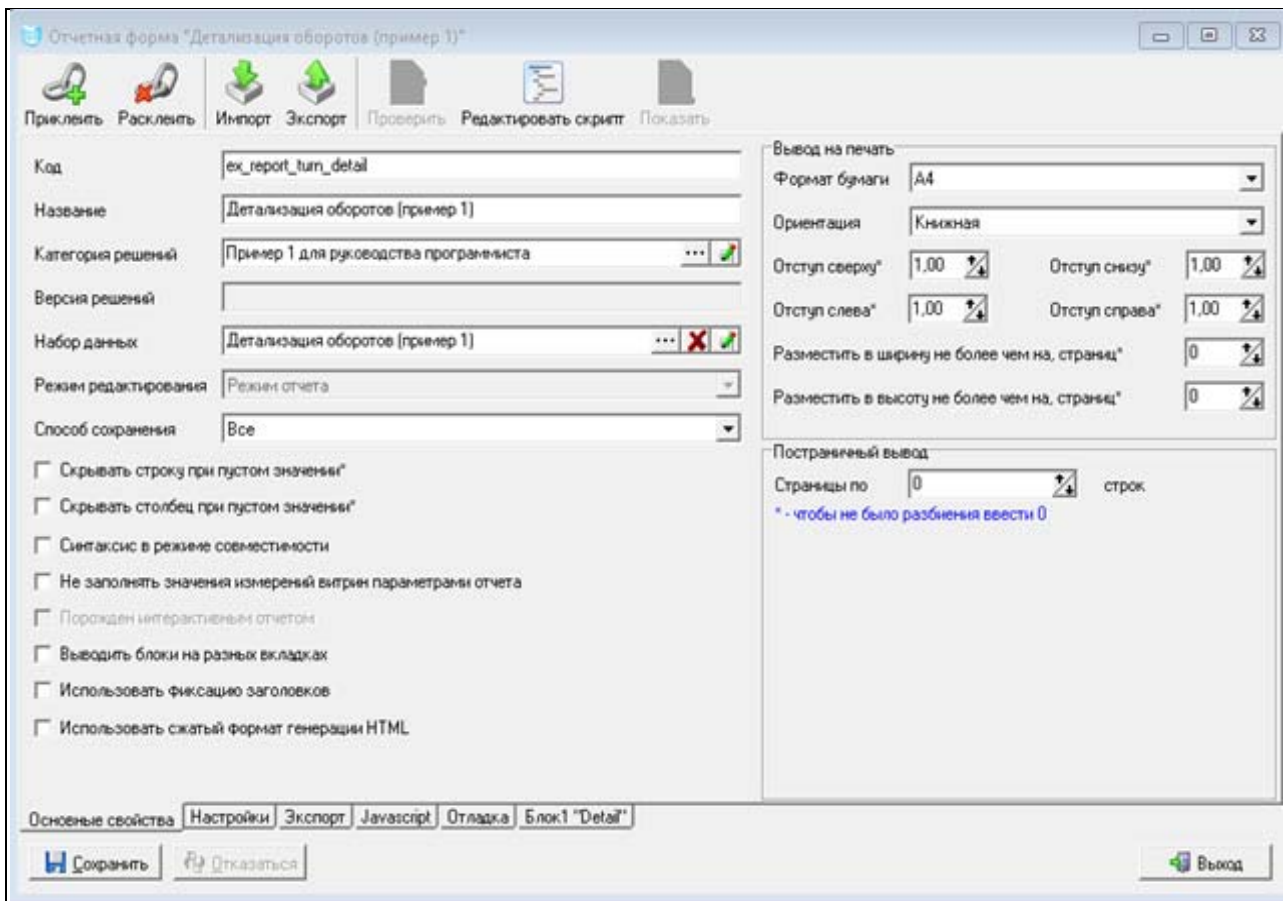 Отчетная форма "Детализация оборотов (пример 1)"
Приклеить Расклеить Импорт Экспорт Проверить Редактировать скрипт Показать
Код ex_report_turn_detail
Название Детализация оборотов (пример 1)
Категория решений Пример 1 для руководства программиста ...
Версия решений
Набор данных Детализация оборотов (пример 1) ...
Режим редактирования Режим отчета
Способ сохранения Все
Скрывать строку при пустом значении*
Скрывать столбец при пустом значении*
Синтаксис в режиме совместимости
Не заполнять значения измерений витрин параметрами отчета
Порожден интерактивным отчетом
Выводить блоки на разных вкладках
Использовать фиксацию заголовков
Использовать сжатый формат генерации HTML
Вывод на печать
Формат бумаги A4
Ориентация Книжная
Отступ сверху* 1,00 Отступ снизу* 1,00
Отступ слева* 1,00 Отступ справа* 1,00
Разместить в ширину не более чем на, страниц* 0
Разместить в высоту не более чем на, страниц* 0
Постраничный вывод
Страницы по 0 строк
* - чтобы не было разбиения ввести 0
Основные свойства Настройки Экспорт Javascript Отладка Блок1 "Detail"
Сохранить Отказаться Выход